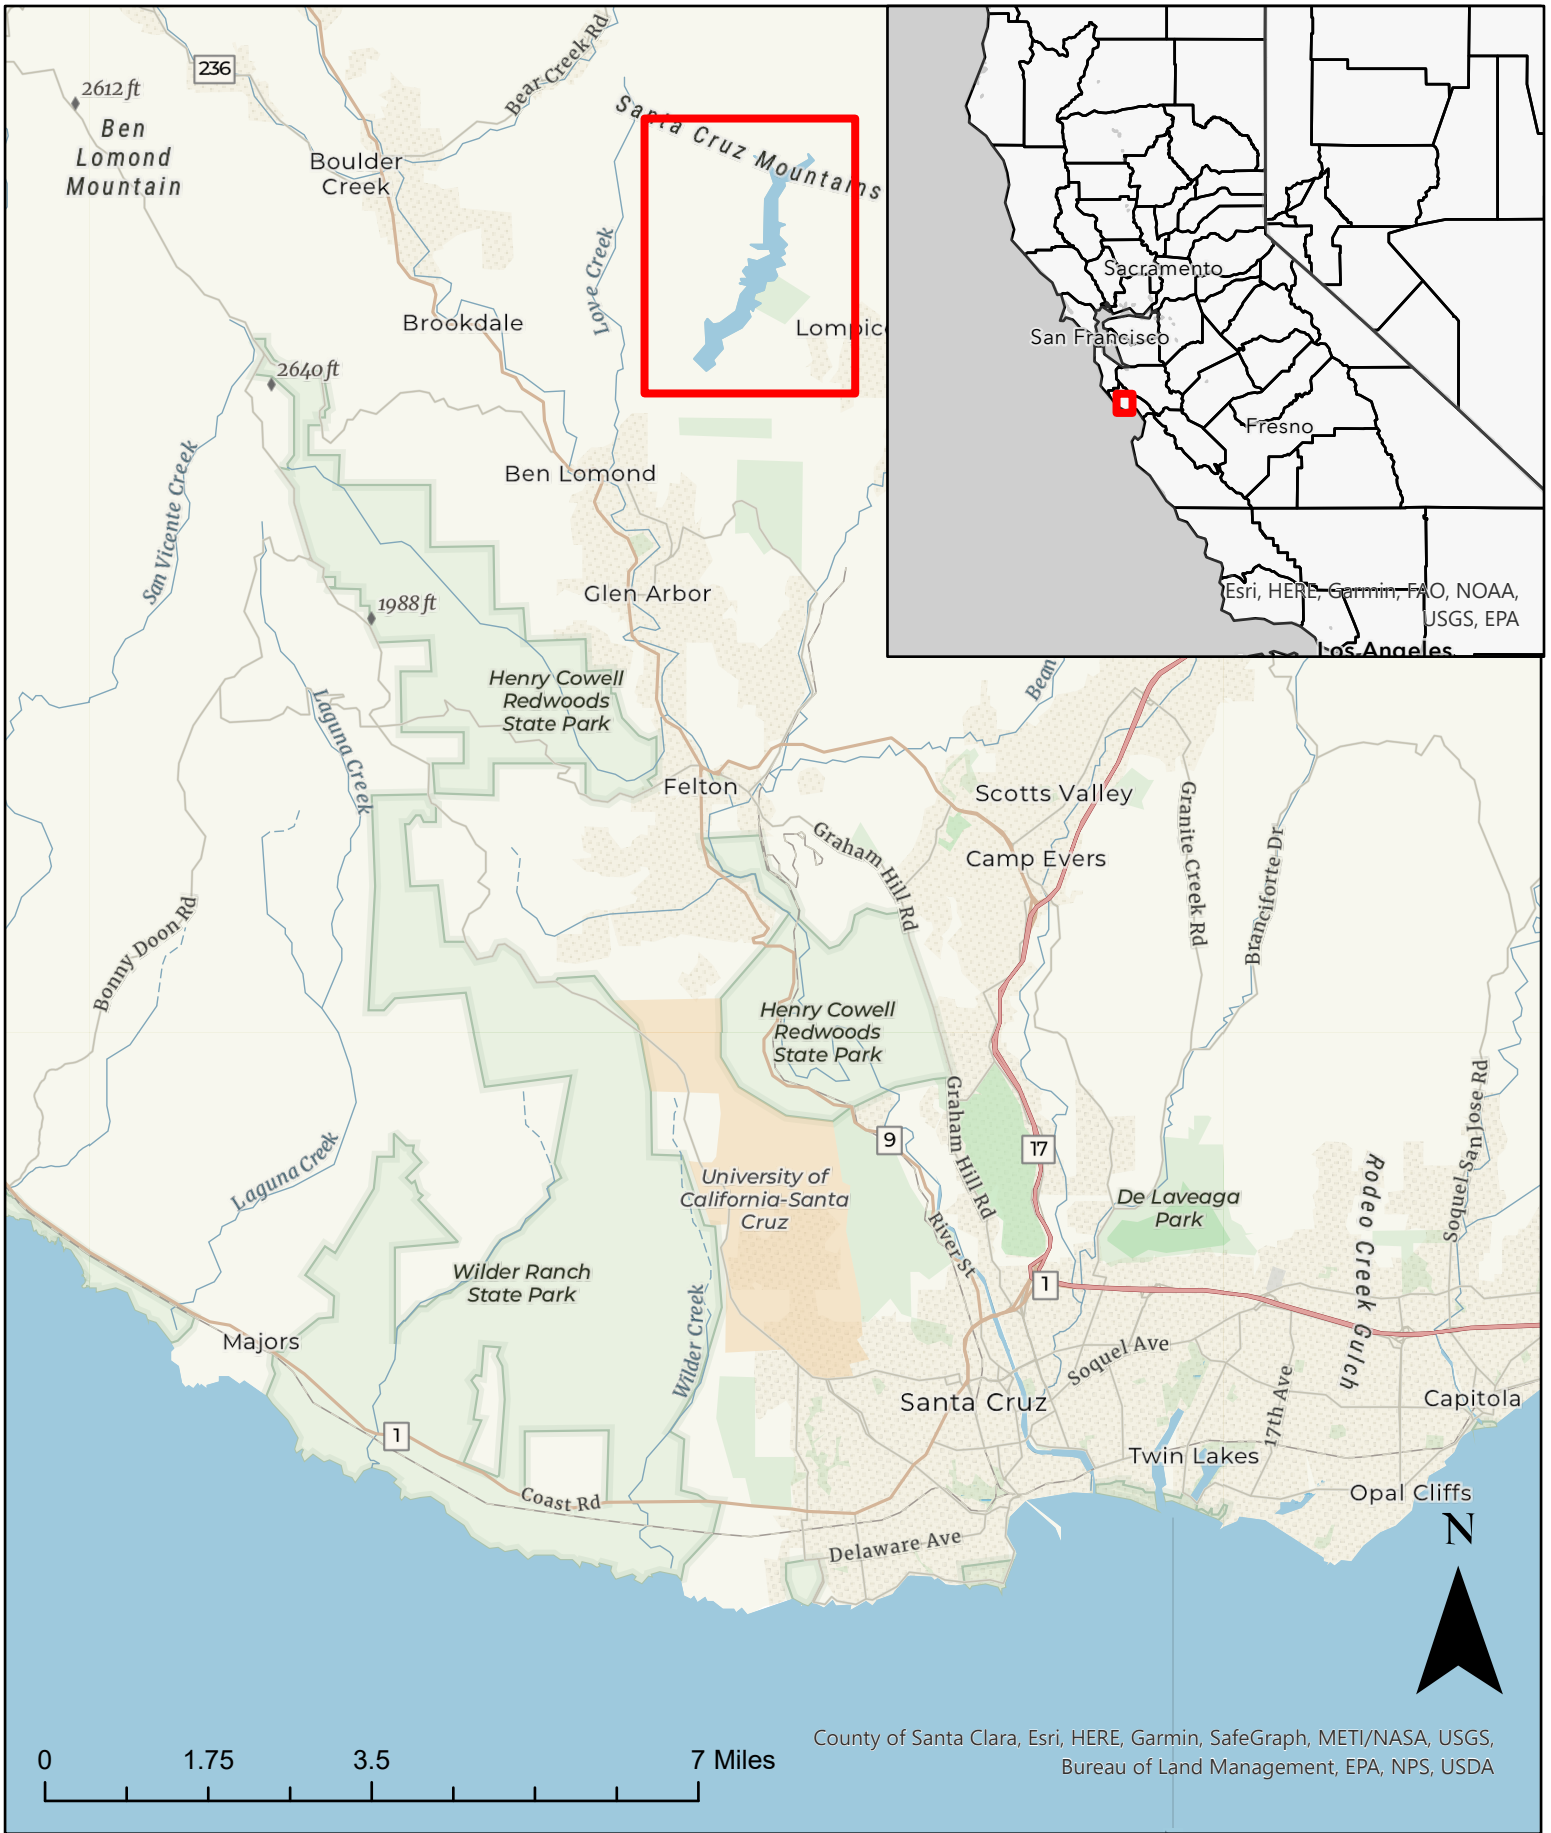 236
Bear Creek Rd
2612 ft
Ben
Lomond
Mountain
Boulder
Creek
Santa Cruz Mountains
Love Creek
Brookdale
Lompico
2640 ft
San Vicente Creek
Ben Lomond
Glen Arbor
1988 ft
Sacramento
San Francisco
Fresno
Esri, HERE, Garmin, FAO, NOAA,
USGS, EPA
Los Angeles
Henry Cowell
Redwoods
State Park
Bean
Laguna Creek
Felton
Scotts Valley
Graham Hill Rd
Camp Evers
Granite Creek Rd
Branciforte Dr
Bonny Doon Rd
Henry Cowell
Redwoods
State Park
Graham Hill Rd
9
17
Laguna Creek
University of
California-Santa
Cruz
De Laveaga
Park
Rodeo Creek Gulch
Soquel San Jose Rd
River St
Wilder Ranch
State Park
1
Wilder Creek
Majors
Soquel Ave
17th Ave
Santa Cruz
Capitola
1
Twin Lakes
Coast Rd
Opal Cliffs
Delaware Ave
N
County of Santa Clara, Esri, HERE, Garmin, SafeGraph, METI/NASA, USGS,
Bureau of Land Management, EPA, NPS, USDA
0 1.75 3.5 7 Miles